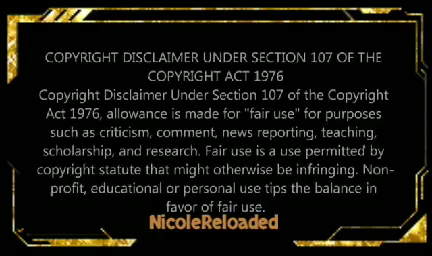 COPYRIGHT DISCLAIMER UNDER SECTION 107 OF THE
COPYRIGHT ACT 1976
Copyright Disclaimer Under Section 107 of the Copyright
Act 1976, allowance is made for "fair use" for purposes
such as criticism, comment, news reporting, teaching,
scholarship, and research. Fair use is a use permitted by
copyright statute that might otherwise be infringing. Non-
profit, educational or personal use tips the balance in
favor of fair use.
NicoleReloaded